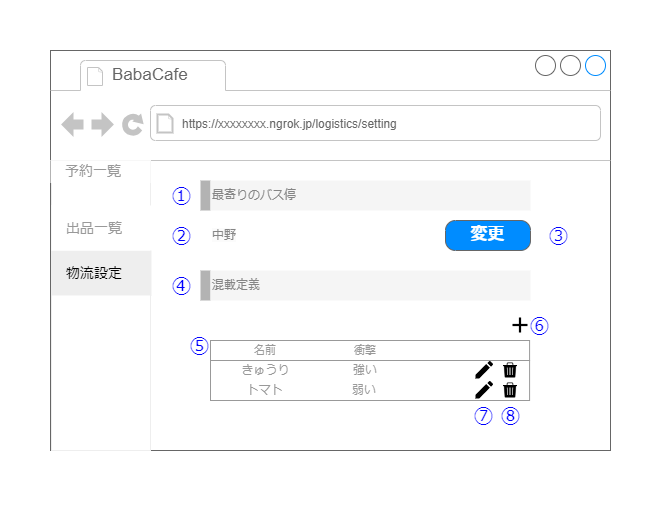 BabaCafe
https://xxxxxxxx.ngrok.jp/logistics/setting
予約一覧
① 最寄りのバス停
出品一覧
② 中野 変更 ③
物流設定
④ 混載定義
⑥
⑤ 名前 衝撃
きゅうり 強い
トマト 弱い
⑦ ⑧